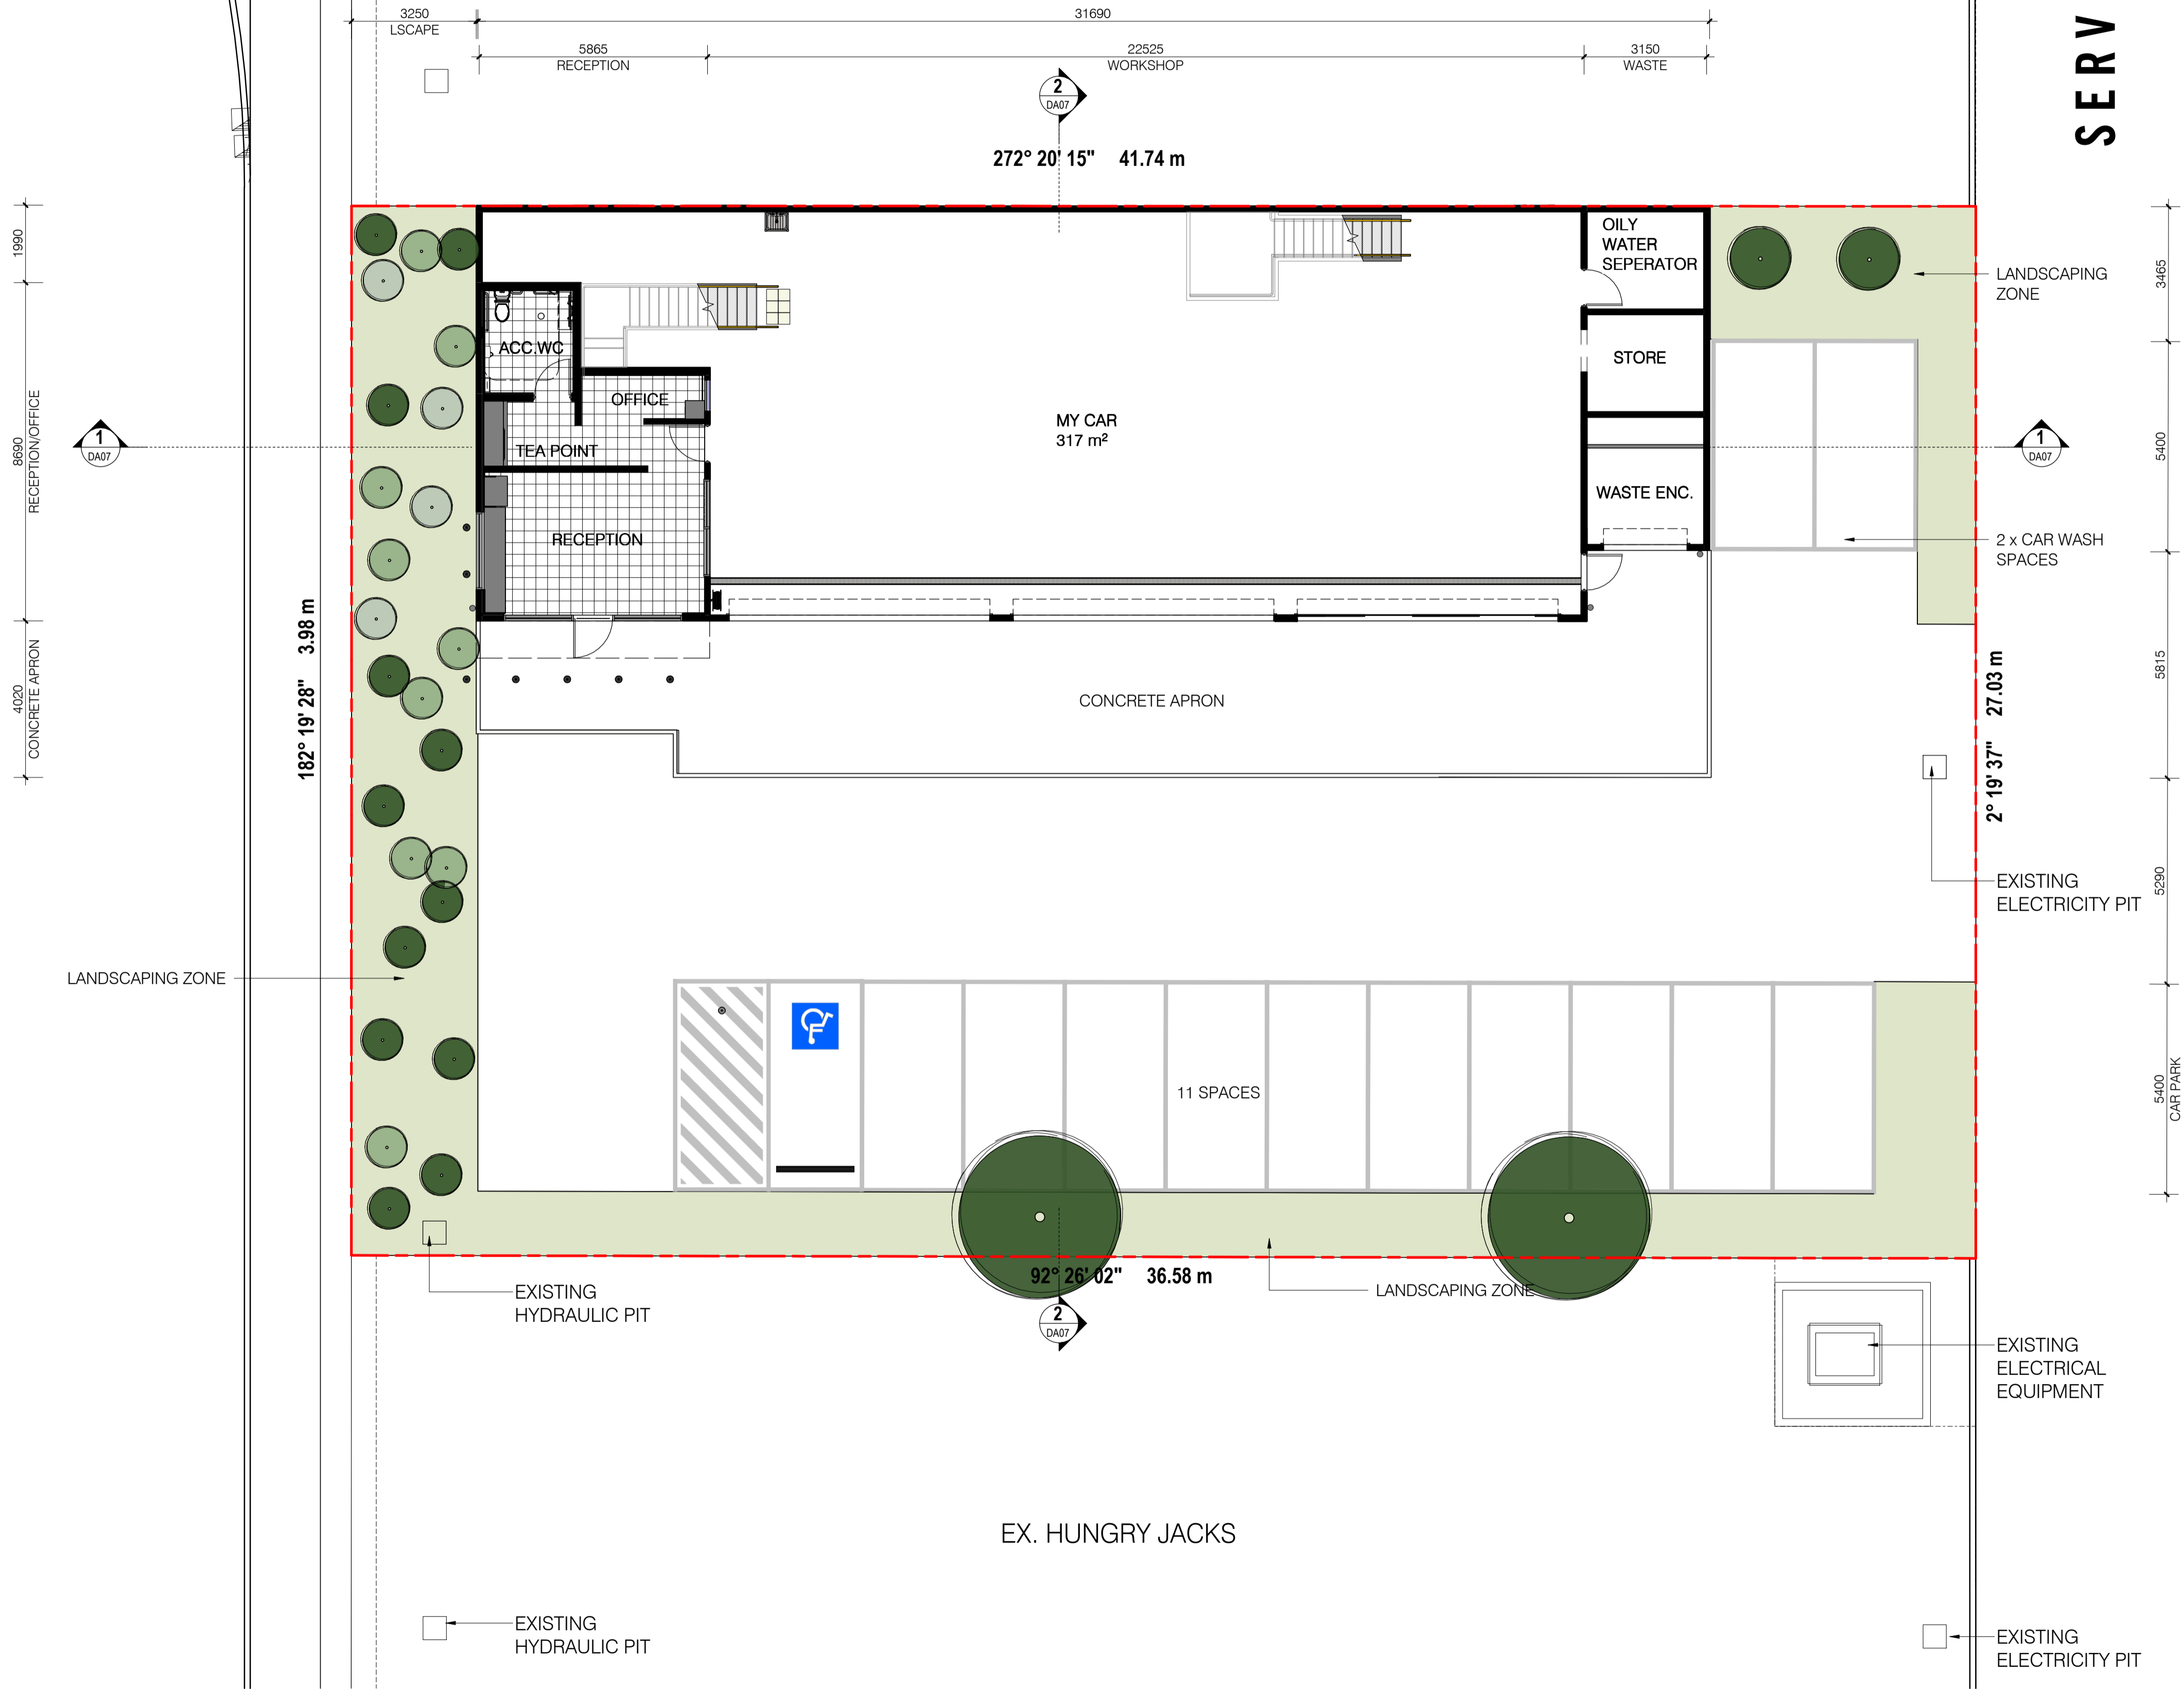 3250
LSCAPE
31690
5865
RECEPTION
22525
WORKSHOP
3150
WASTE
SERV
2
DA07
272° 20' 15" 41.74 m
1990
8690
RECEPTION/OFFICE
4020
CONCRETE APRON
1
DA07
182° 19' 28" 3.98 m
ACC.WC
OFFICE
TEA POINT
RECEPTION
MY CAR
317 m²
OILY
WATER
SEPERATOR
STORE
WASTE ENC.
CONCRETE APRON
LANDSCAPING
ZONE
3465
5400
1
DA07
2 x CAR WASH
SPACES
5815
2° 19' 37" 27.03 m
5290
EXISTING
ELECTRICITY PIT
5400
CAR PARK
LANDSCAPING ZONE
11 SPACES
92° 26' 02" 36.58 m
LANDSCAPING ZONE
2
DA07
EXISTING
HYDRAULIC PIT
EXISTING
ELECTRICAL
EQUIPMENT
EX. HUNGRY JACKS
EXISTING
HYDRAULIC PIT
EXISTING
ELECTRICITY PIT